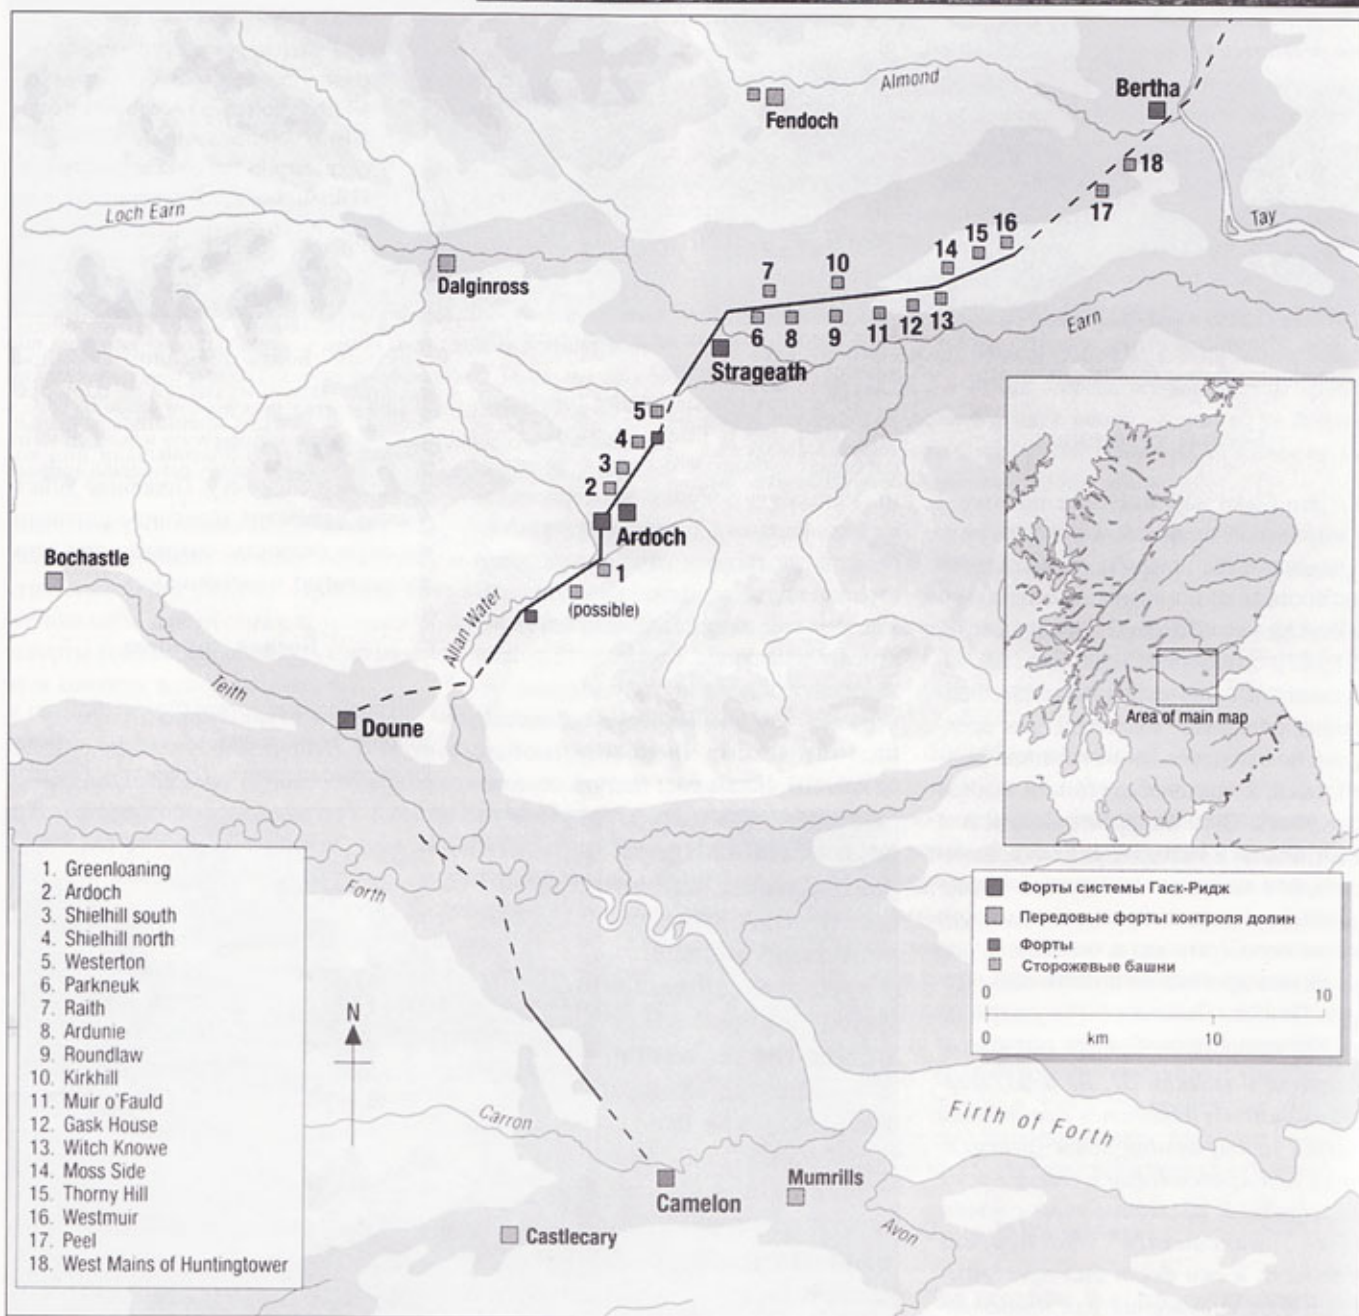 Almond
Bertha
Fendoch
18
17
Tay
Loch Earn
16
15
14
Dalginross
7
10
6
8
9
11
12
13
Earn
Strageath
5
4
3
2
Ardoch
Bochastle
1
(possible)
Allan Water
Teith
Doune
Area of main map
1. Greenloaning
2. Ardoch
3. Shielhill south
4. Shielhill north
5. Westerton
6. Parkneuk
7. Raith
8. Ardunie
9. Roundlaw
10. Kirkhill
11. Muir o'Fauld
12. Gask House
13. Witch Knowe
14. Moss Side
15. Thorny Hill
16. Westmuir
17. Peel
18. West Mains of Huntingtower
Forth
N
Форты системы Гаск-Ридж
Передовые форты контроля долин
Форты
Сторожевые башни
0 10
0 km 10
Firth of Forth
Carron
Camelon
Mumrills
Castlecary
Avon